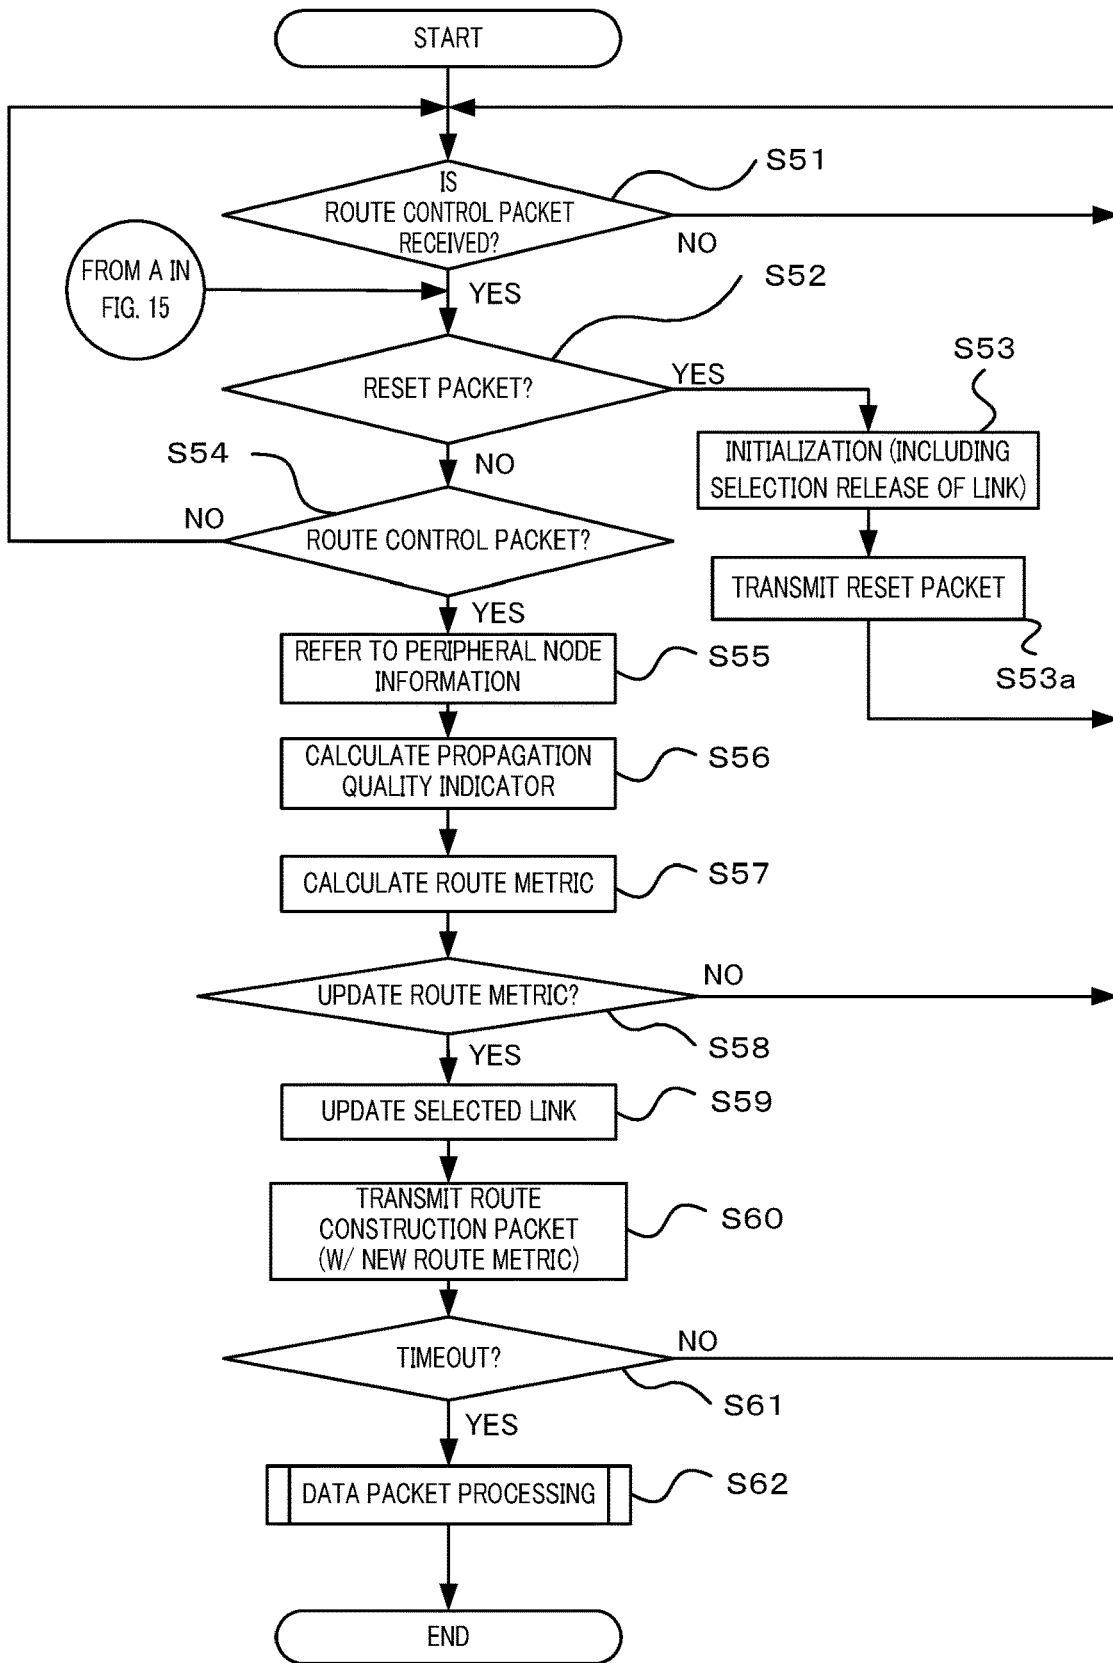 START
S51
IS
ROUTE CONTROL PACKET
RECEIVED?
NO
FROM A IN
FIG. 15
YES
S52
RESET PACKET?
YES
S53
INITIALIZATION (INCLUDING
SELECTION RELEASE OF LINK)
S54
NO
NO
ROUTE CONTROL PACKET?
TRANSMIT RESET PACKET
S53a
YES
REFER TO PERIPHERAL NODE
INFORMATION
S55
CALCULATE PROPAGATION
QUALITY INDICATOR
S56
CALCULATE ROUTE METRIC
S57
UPDATE ROUTE METRIC?
NO
S58
YES
UPDATE SELECTED LINK
S59
TRANSMIT ROUTE
CONSTRUCTION PACKET
(W/ NEW ROUTE METRIC)
S60
TIMEOUT?
NO
S61
YES
DATA PACKET PROCESSING
S62
END